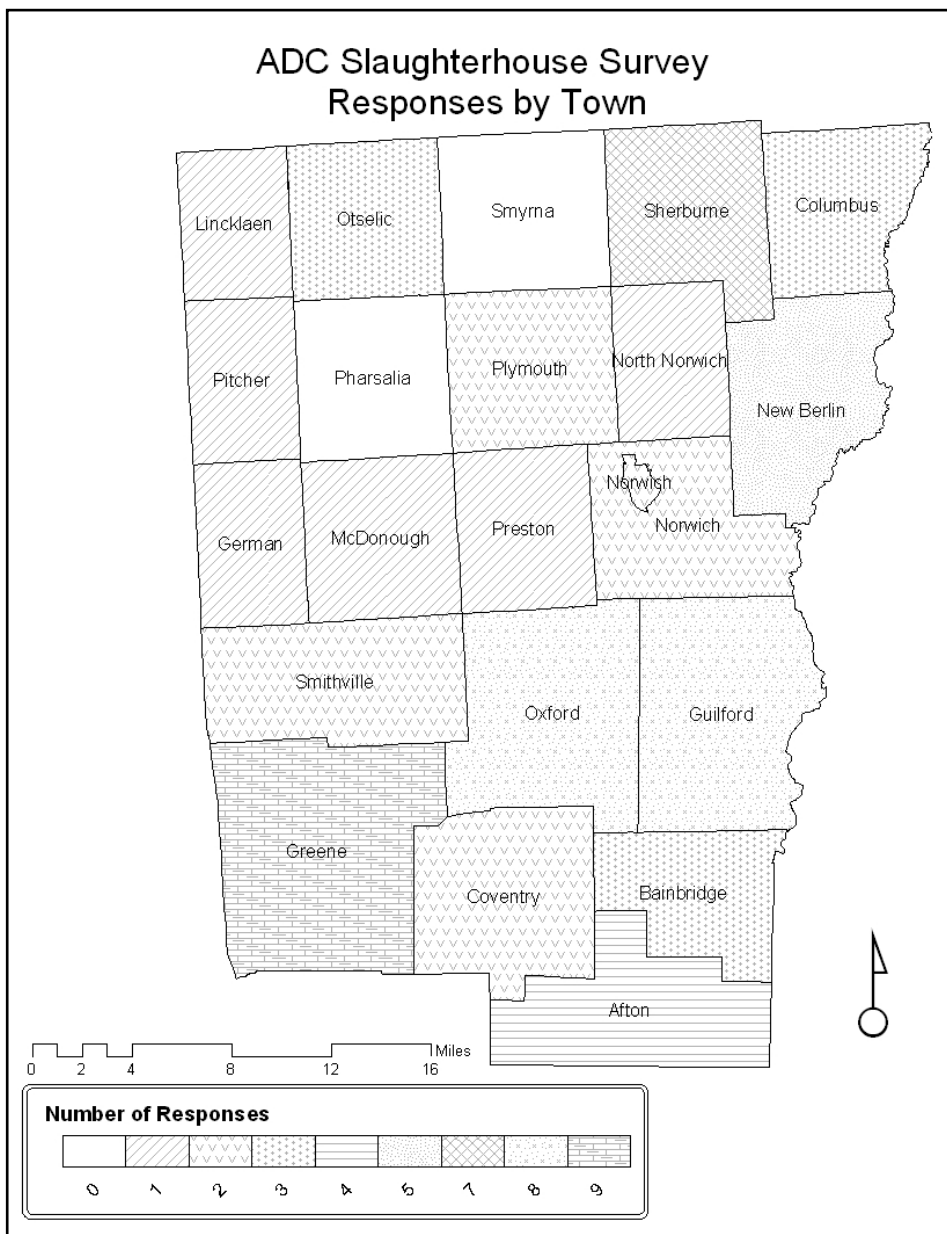 ADC Slaughterhouse Survey
Responses by Town
Lincklaen
Otselic
Smyrna
Sherburne
Columbus
Pitcher
Pharsalia
Plymouth
North Norwich
New Berlin
German
McDonough
Preston
Norwich
Norwich
Smithville
Oxford
Guilford
Greene
Coventry
Bainbridge
Afton
Miles
0 2 4 8 12 16
Number of Responses
0 1 2 3 4 5 7 8 9